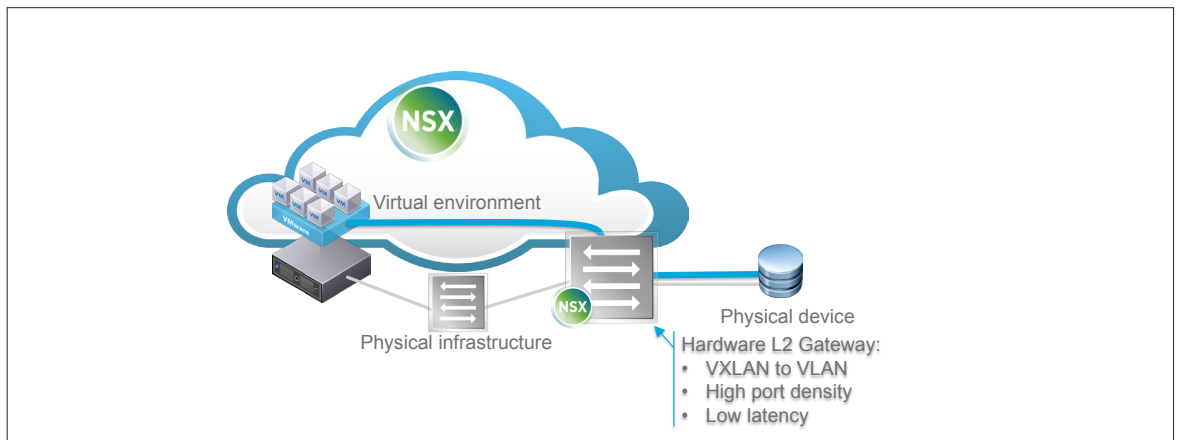 NSX
Virtual environment
VM VM VM
VM VM VM
VMware
NSX
Physical device
Physical infrastructure
Hardware L2 Gateway:
• VXLAN to VLAN
• High port density
• Low latency